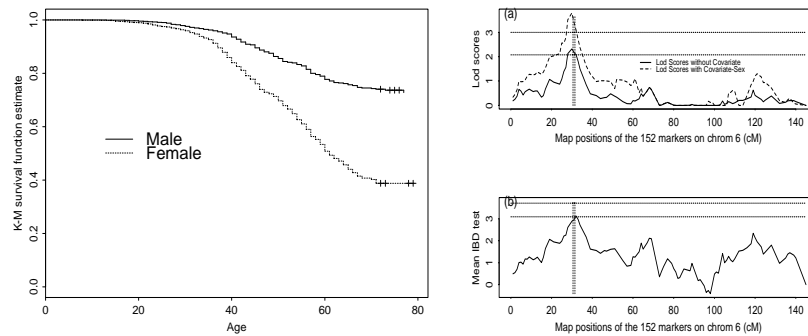 K-M survival function estimate
1.0
0.8
0.6
0.4
0.2
0.0
Male
Female
0 20 40 60 80
Age
(a)
Lod scores
3
2
1
0
Lod Scores without Covariate
Lod Scores with Covariate-Sex
0 20 40 60 80 100 120 140
Map positions of the 152 markers on chrom 6 (cM)
(b)
Mean IBD test
3
2
1
0
0 20 40 60 80 100 120 140
Map positions of the 152 markers on chrom 6 (cM)